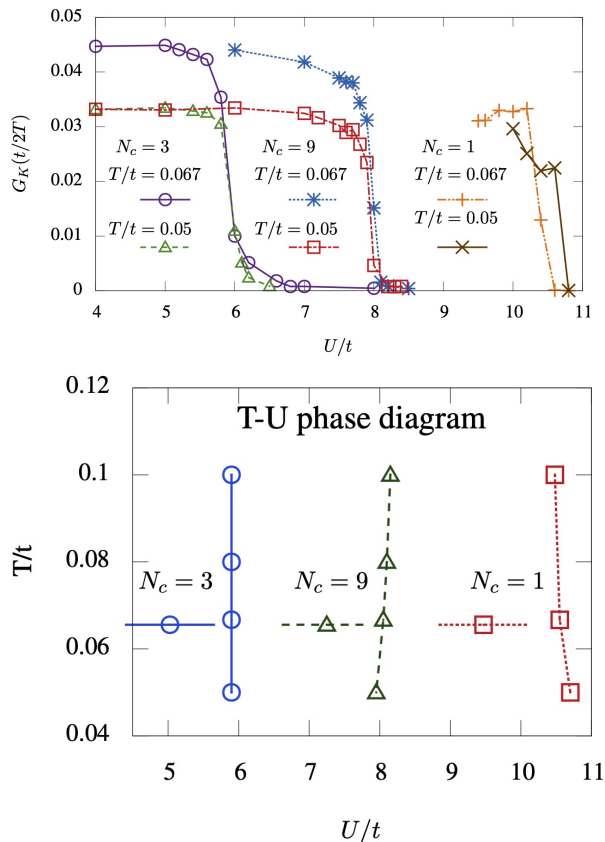 0.05
0.04
0.03
0.02
0.01
0
G_K(t/2T)
N_c = 3
N_c = 9
N_c = 1
T/t = 0.067
T/t = 0.067
T/t = 0.067
T/t = 0.05
T/t = 0.05
T/t = 0.05
4 5 6 7 8 9 10 11
U/t
T-U phase diagram
0.12
0.1
0.08
0.06
0.04
T/t
N_c = 3
N_c = 9
N_c = 1
5 6 7 8 9 10 11
U/t